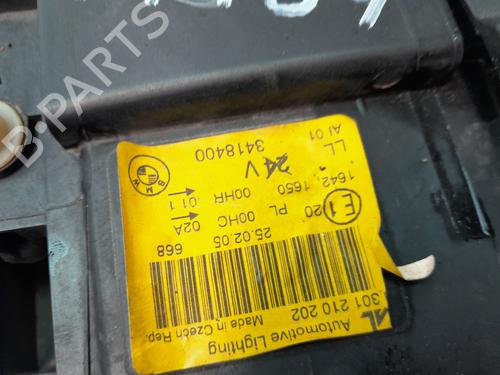 B-PARTS
AL
Automotive Lighting
301 210 202
Made in Czech Rep.
668
25.02.05
E1 20 PL 00HC 02A
1642, 1650 00HR 01 1
24V
LL
AI 01
3418400
BMW